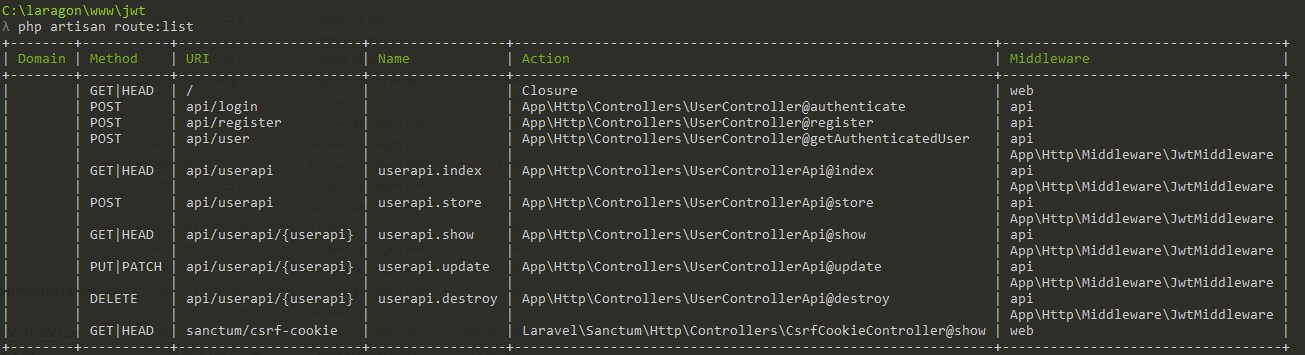 C:\laragon\www\jwt
λ php artisan route:list
+--------+-----------+-----------------------+-----------------+------------------------------------------------------------+----------------------------------+
| Domain | Method | URI | Name | Action | Middleware |
+--------+-----------+-----------------------+-----------------+------------------------------------------------------------+----------------------------------+
| | GET|HEAD | / | | Closure | web |
| | POST | api/login | | App\Http\Controllers\UserController@authenticate | api |
| | POST | api/register | | App\Http\Controllers\UserController@register | api |
| | POST | api/user | | App\Http\Controllers\UserController@getAuthenticatedUser | api |
| | | | | | App\Http\Middleware\JwtMiddleware |
| | GET|HEAD | api/userapi | userapi.index | App\Http\Controllers\UserControllerApi@index | api |
| | | | | | App\Http\Middleware\JwtMiddleware |
| | POST | api/userapi | userapi.store | App\Http\Controllers\UserControllerApi@store | api |
| | | | | | App\Http\Middleware\JwtMiddleware |
| | GET|HEAD | api/userapi/{userapi} | userapi.show | App\Http\Controllers\UserControllerApi@show | api |
| | | | | | App\Http\Middleware\JwtMiddleware |
| | PUT|PATCH | api/userapi/{userapi} | userapi.update | App\Http\Controllers\UserControllerApi@update | api |
| | | | | | App\Http\Middleware\JwtMiddleware |
| | DELETE | api/userapi/{userapi} | userapi.destroy | App\Http\Controllers\UserControllerApi@destroy | api |
| | | | | | App\Http\Middleware\JwtMiddleware |
| | GET|HEAD | sanctum/csrf-cookie | | Laravel\Sanctum\Http\Controllers\CsrfCookieController@show | web |
+--------+-----------+-----------------------+-----------------+------------------------------------------------------------+----------------------------------+